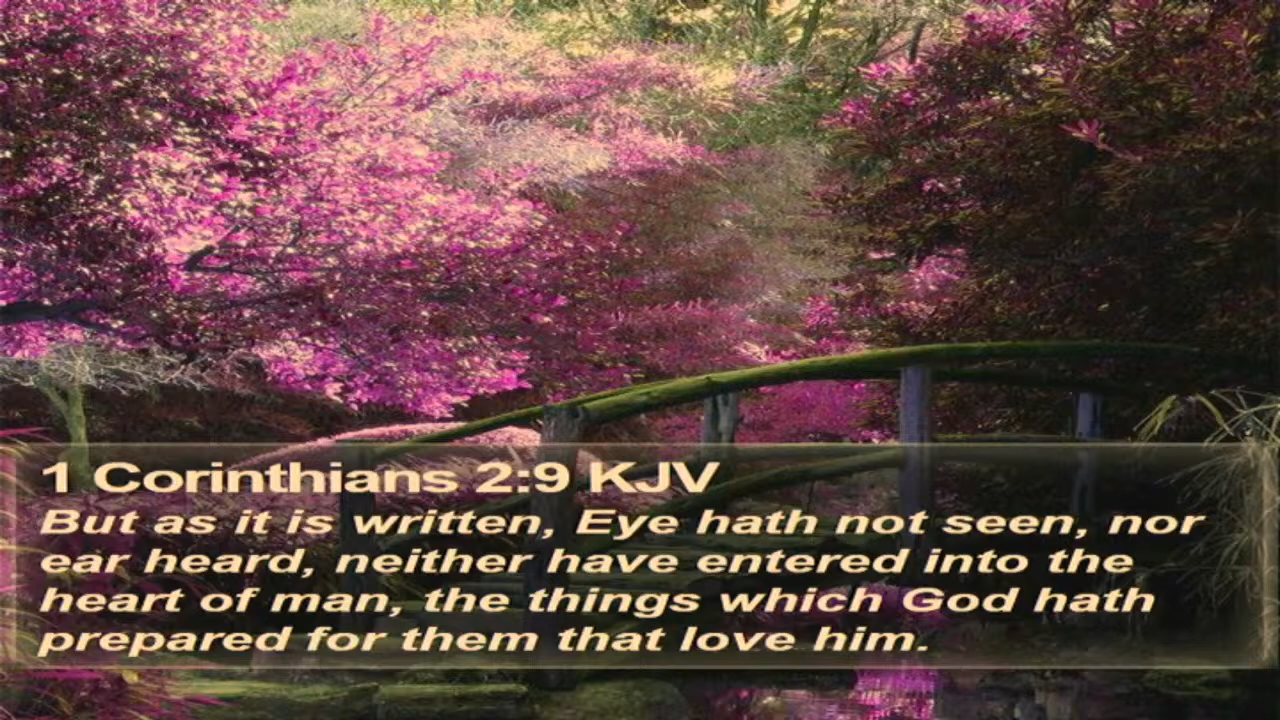 1 Corinthians 2:9 KJV
But as it is written, Eye hath not seen, nor
ear heard, neither have entered into the
heart of man, the things which God hath
prepared for them that love him.